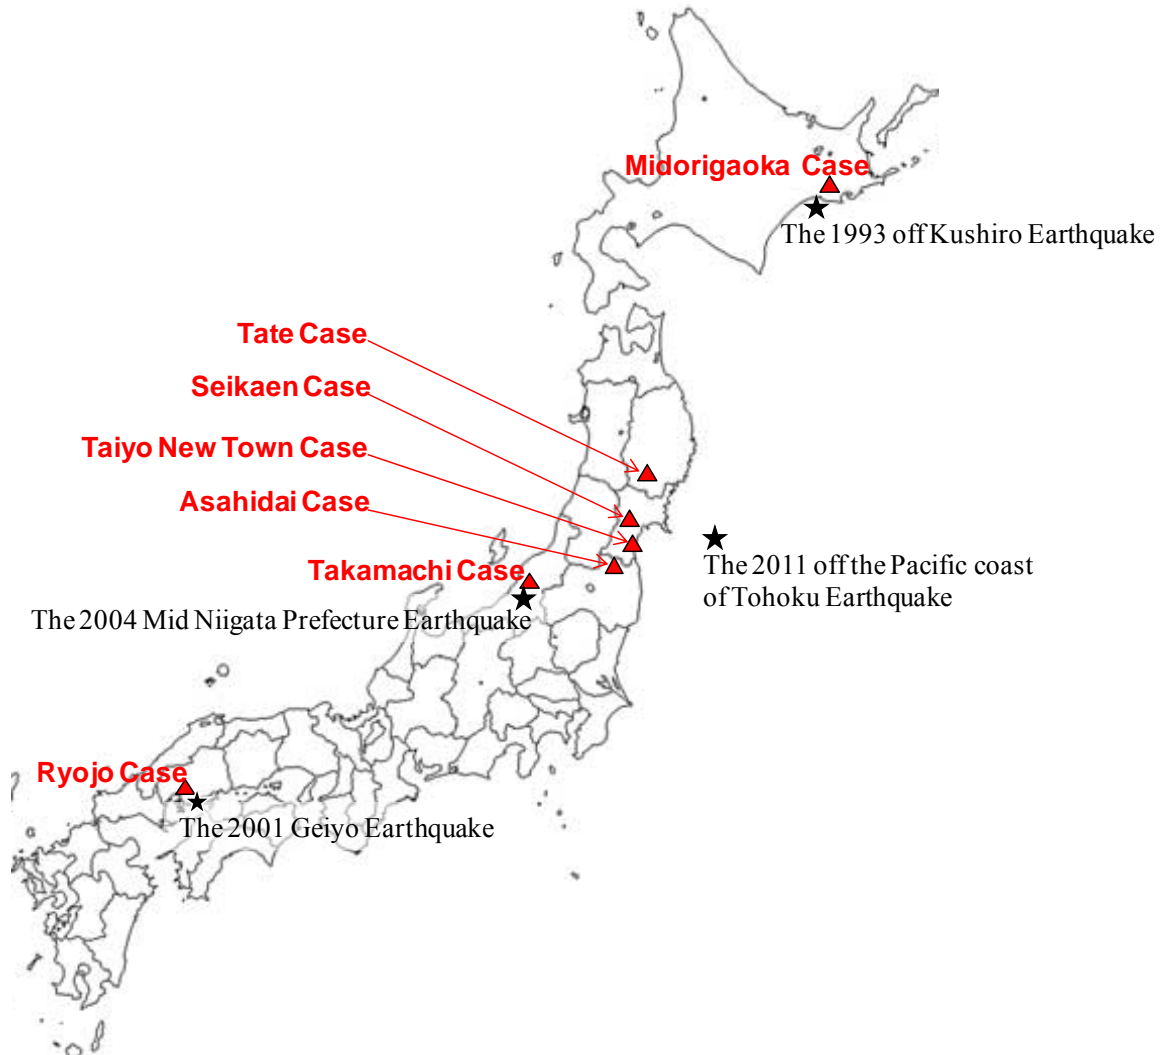 Midorigaoka Case
The 1993 off Kushiro Earthquake
Tate Case
Seikaen Case
Taiyo New Town Case
Asahidai Case
The 2011 off the Pacific coast
of Tohoku Earthquake
Takamachi Case
The 2004 Mid Niigata Prefecture Earthquake
Ryojo Case
The 2001 Geiyo Earthquake